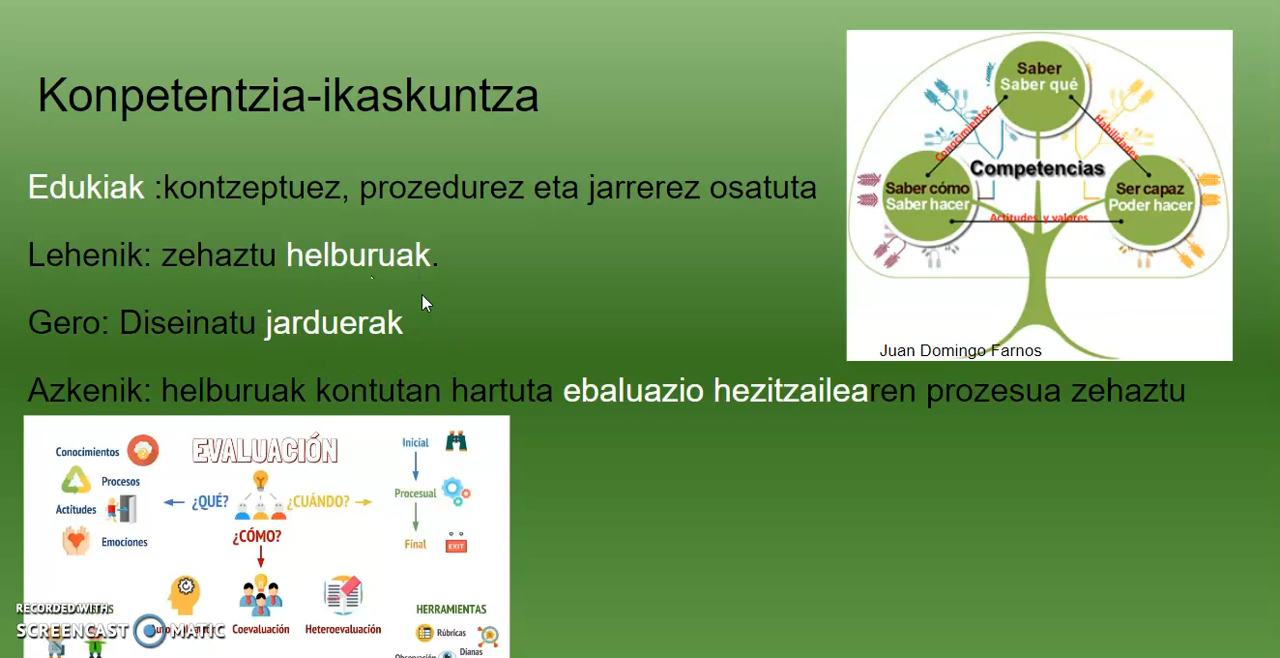 Konpetentzia-ikaskuntza
Edukiak :kontzeptuez, prozedurez eta jarrerez osatuta
Lehenik: zehaztu helburuak.
Gero: Diseinatu jarduerak
Azkenik: helburuak kontutan hartuta ebaluazio hezitzailearen prozesua zehaztu
Saber
Saber qué
Conocimientos
Habilidades
Competencias
Saber cómo
Saber hacer
Ser capaz
Poder hacer
Actitudes y valores
Juan Domingo Farnos
EVALUACIÓN
Conocimientos
Procesos
Actitudes
Emociones
¿QUÉ?
¿CUÁNDO?
¿CÓMO?
Inicial
Procesual
Final
EXIT
Coevaluación
Heteroevaluación
HERRAMIENTAS
Rúbricas
Dianas
Observación
RECORDED WITH
SCREENCAST MATIC